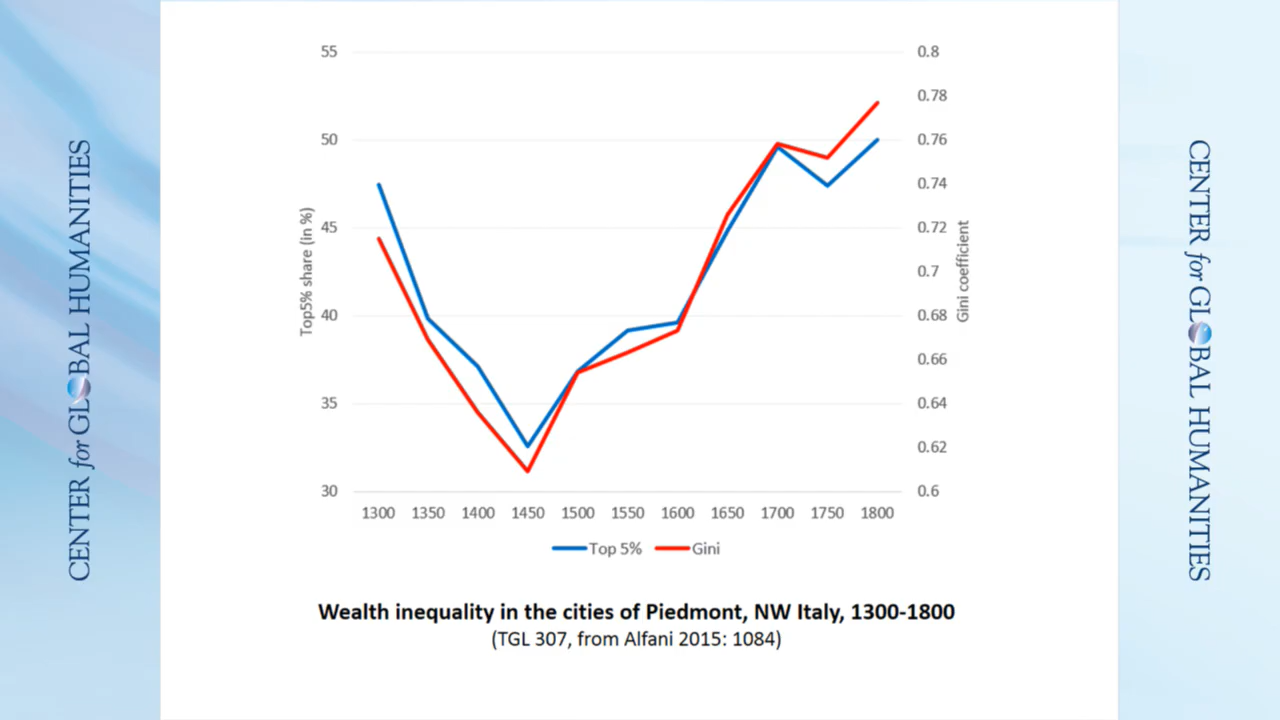 CENTER for GLOBAL HUMANITIES
55
50
45
40
35
30
Top5% share (in %)
0.8
0.78
0.76
0.74
0.72
0.7
0.68
0.66
0.64
0.62
0.6
Gini coefficient
1300 1350 1400 1450 1500 1550 1600 1650 1700 1750 1800
Top 5% Gini
Wealth inequality in the cities of Piedmont, NW Italy, 1300-1800
(TGL 307, from Alfani 2015: 1084)
CENTER for GLOBAL HUMANITIES